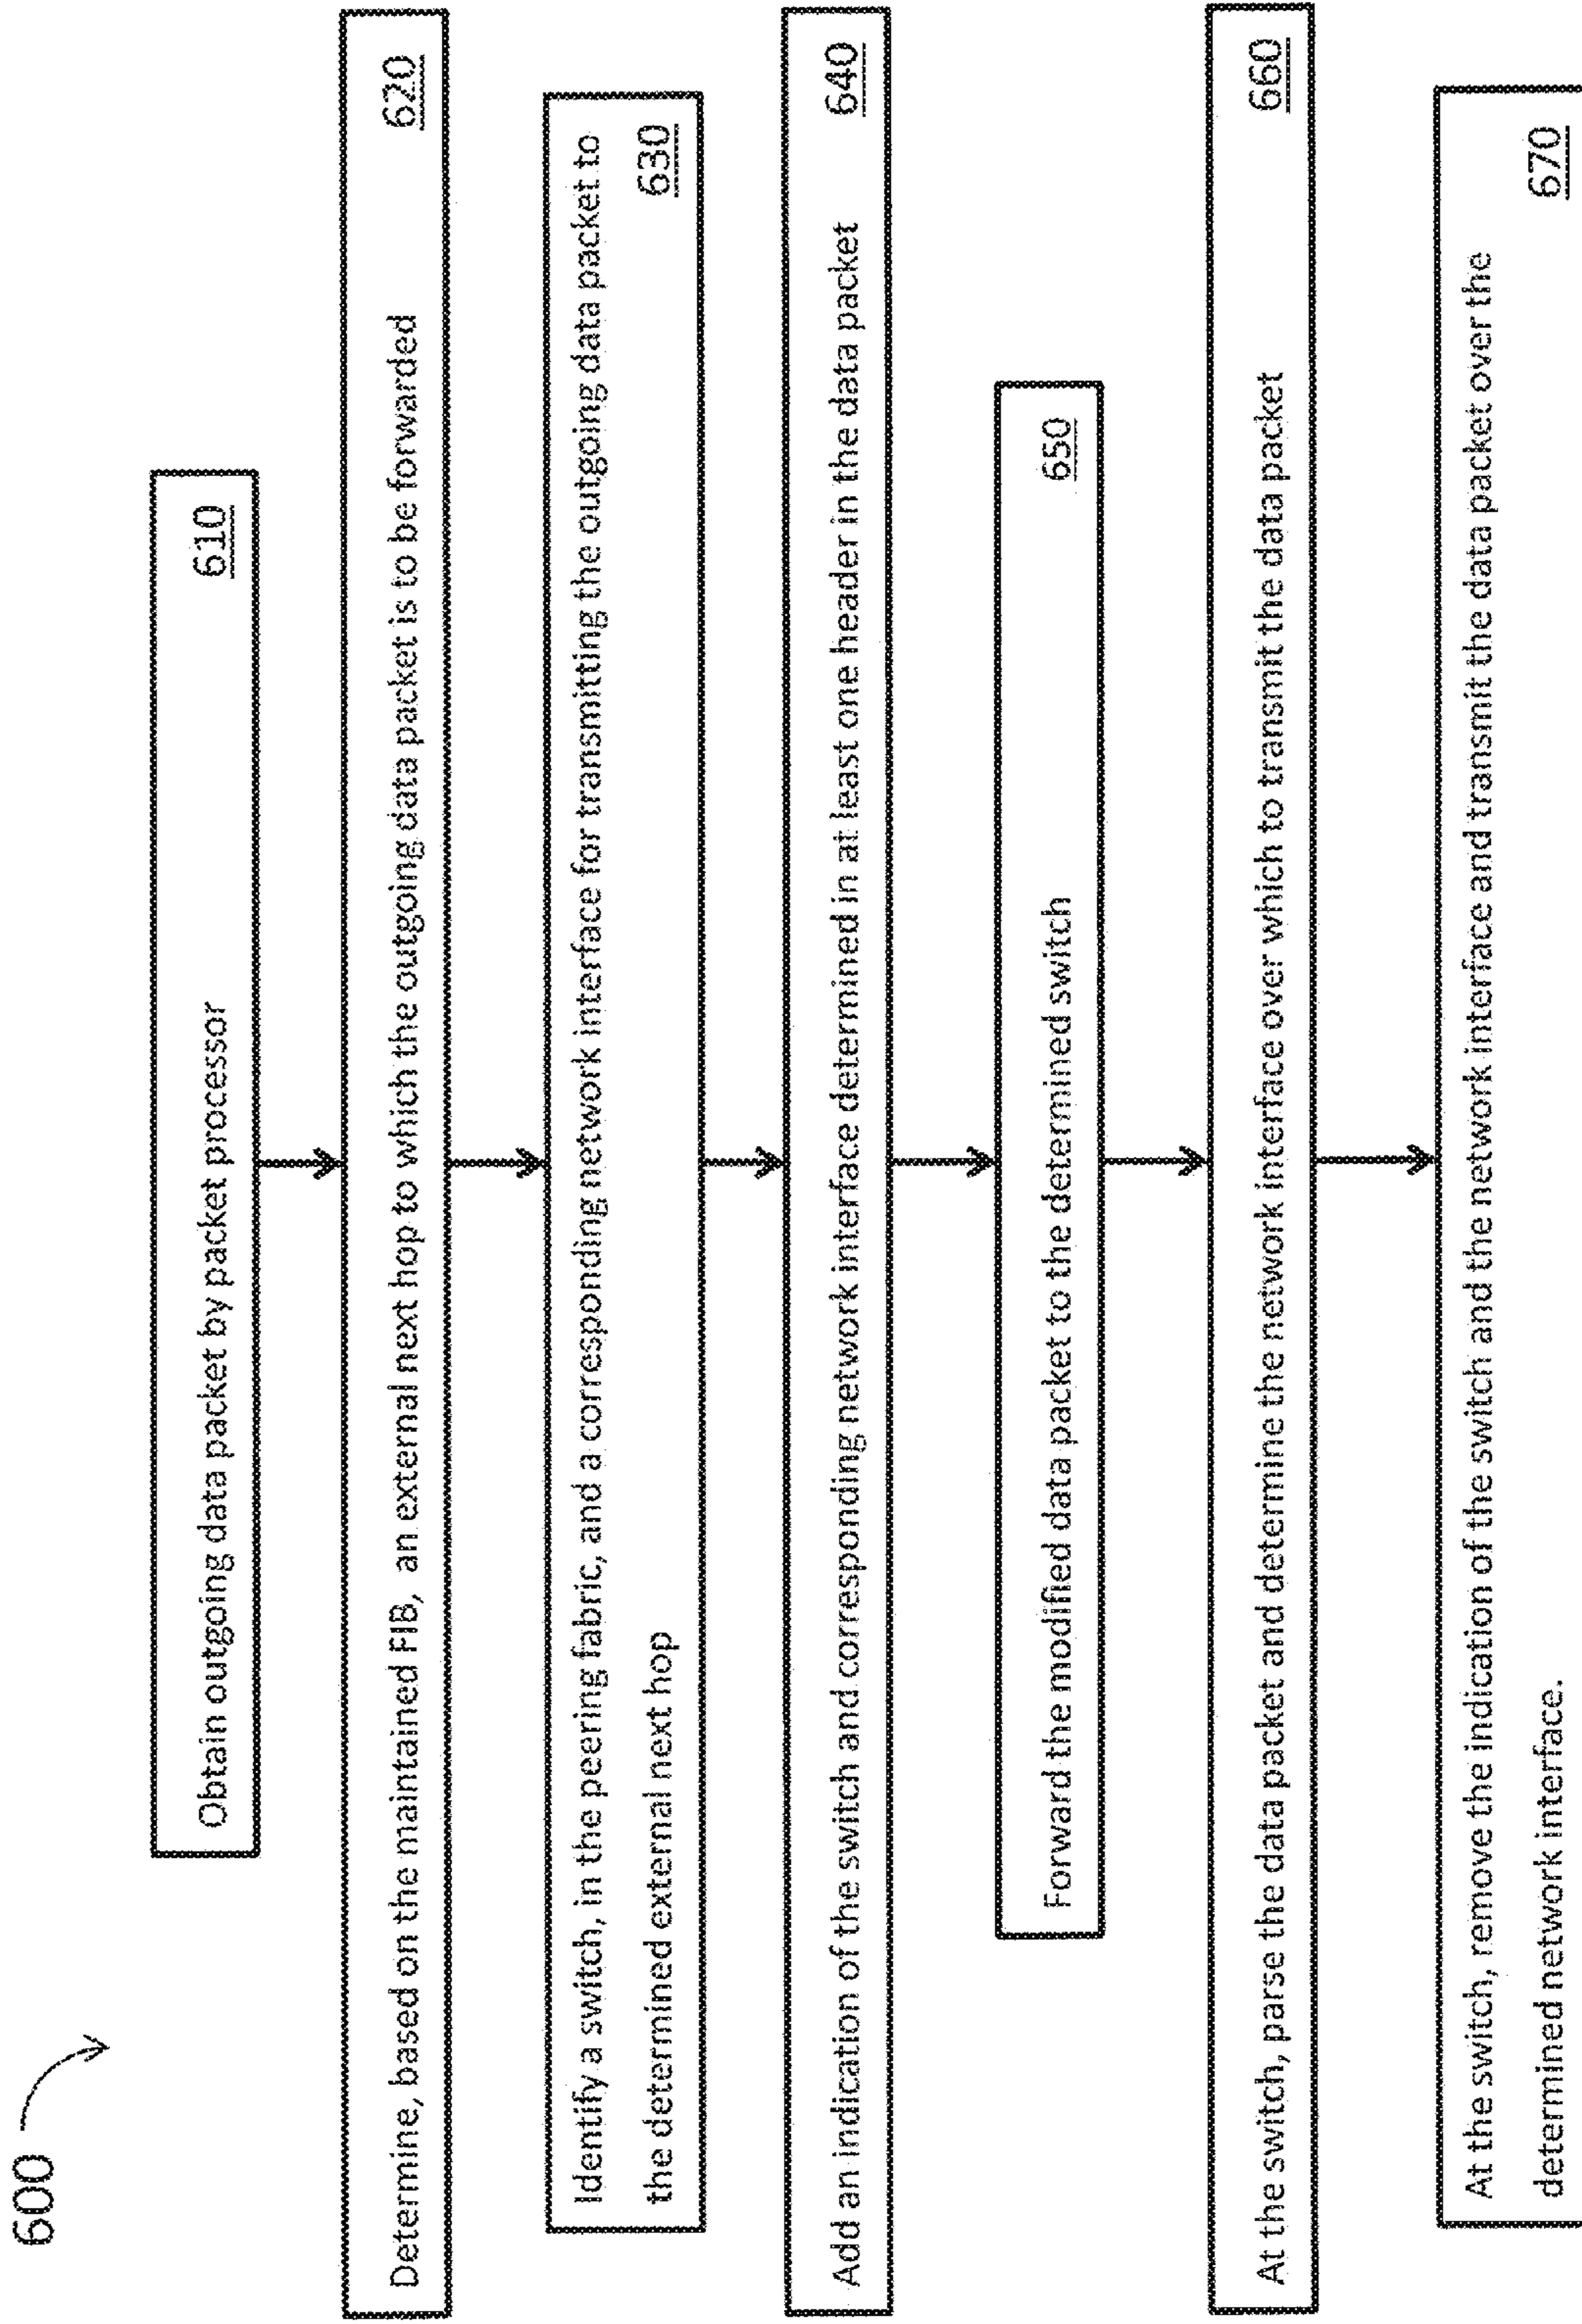 600
Obtain outgoing data packet by packet processor
610
Determine, based on the maintained FIB, an external next hop to which the outgoing data packet is to be forwarded
620
Identify a switch, in the peering fabric, and a corresponding network interface for transmitting the outgoing data packet to
the determined external next hop
630
Add an indication of the switch and corresponding network interface determined in at least one header in the data packet
640
Forward the modified data packet to the determined switch
650
At the switch, parse the data packet and determine the network interface over which to transmit the data packet
660
At the switch, remove the indication of the switch and the network interface and transmit the data packet over the
determined network interface.
670